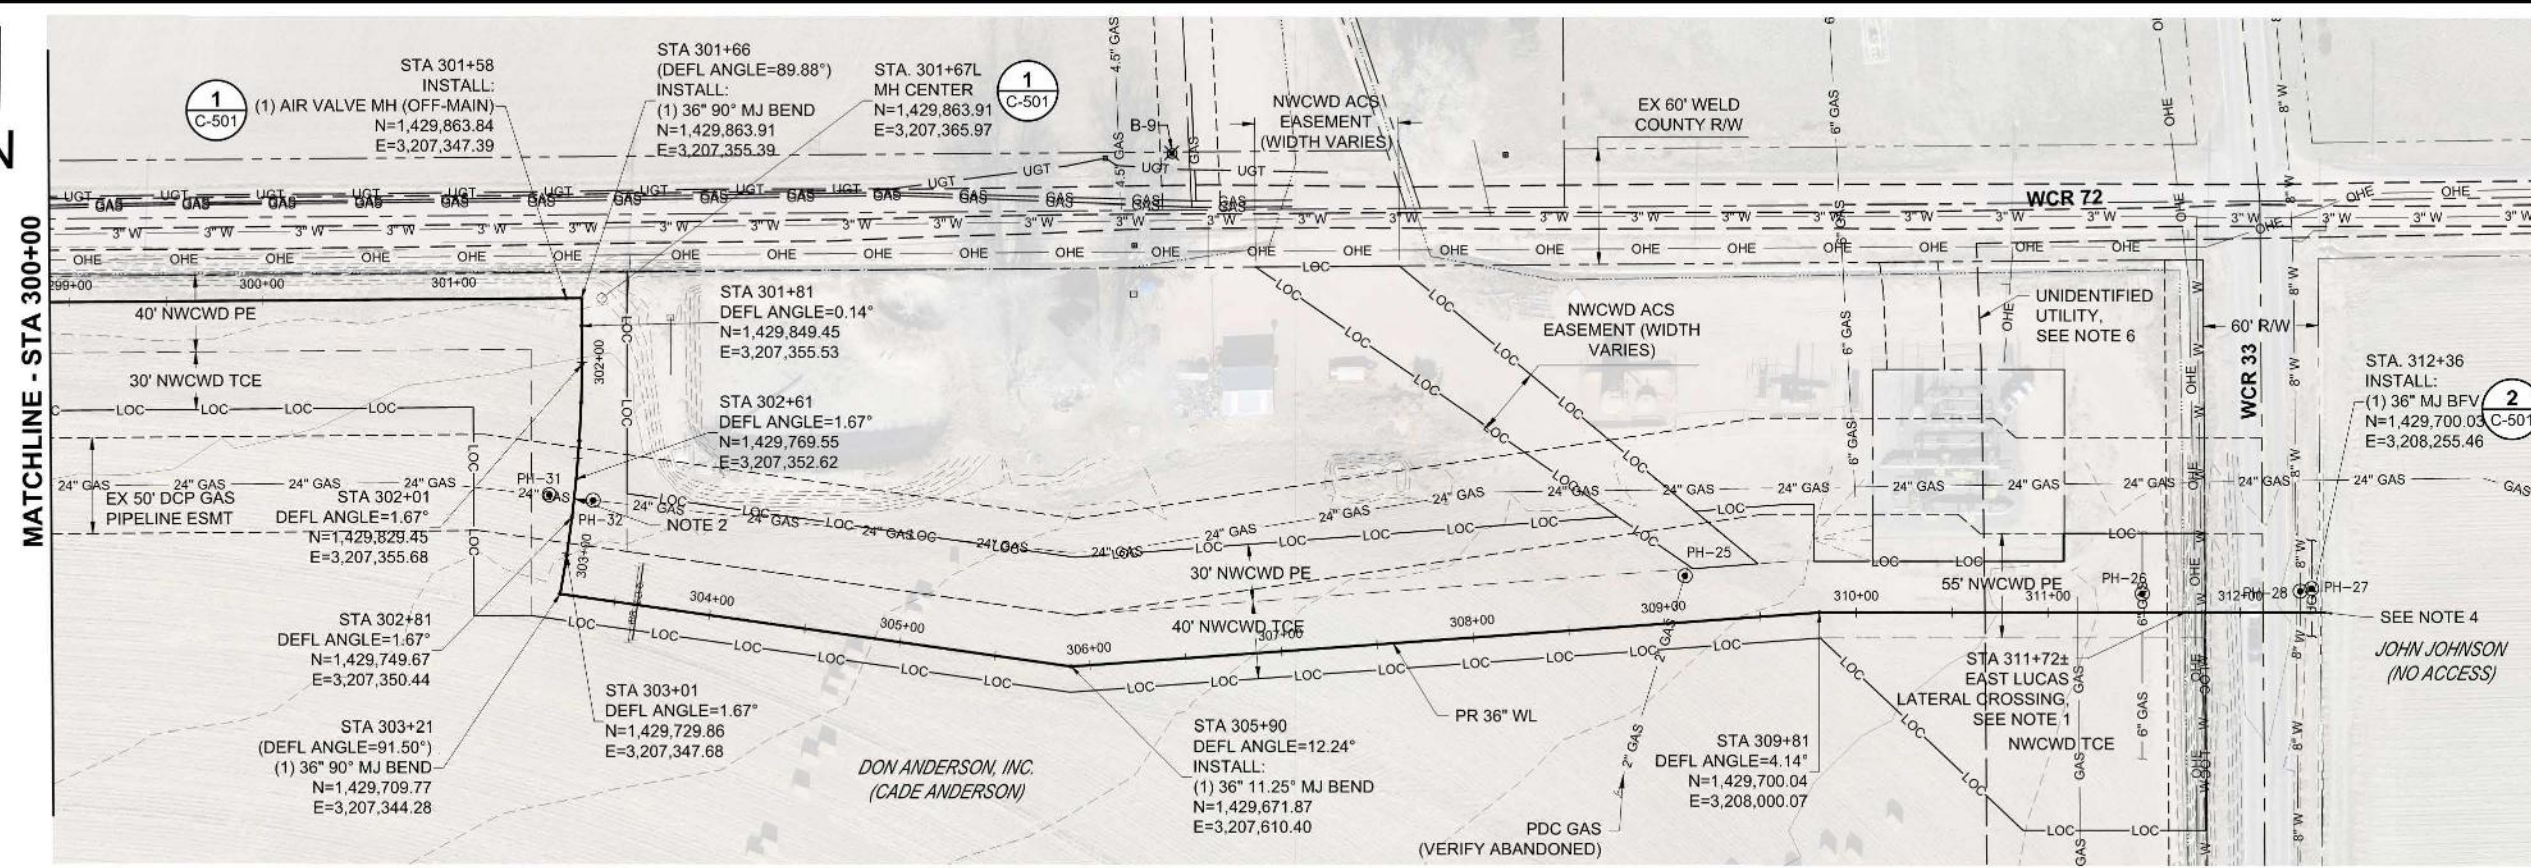 MATCHLINE - STA 300+00
1
C-501
STA 301+58
INSTALL:
(1) AIR VALVE MH (OFF-MAIN)
N=1,429,863.84
E=3,207,347.39
STA 301+66
(DEFL ANGLE=89.88°)
INSTALL:
(1) 36" 90° MJ BEND
N=1,429,863.91
E=3,207,355.39
STA. 301+67L
MH CENTER
N=1,429,863.91
E=3,207,365.97
1
C-501
B-9
4.5" GAS
4.5" GAS
GAS
NWCWD ACS
EASEMENT
(WIDTH VARIES)
EX 60' WELD
COUNTY R/W
6" GAS
OHE
8" W
UGT
GAS
3" W
OHE
WCR 72
LOC
299+00
300+00
301+00
40' NWCWD PE
30' NWCWD TCE
302+00
STA 301+81
DEFL ANGLE=0.14°
N=1,429,849.45
E=3,207,355.53
STA 302+61
DEFL ANGLE=1.67°
N=1,429,769.55
E=3,207,352.62
NWCWD ACS
EASEMENT (WIDTH
VARIES)
UNIDENTIFIED
UTILITY,
SEE NOTE 6
60' R/W
WCR 33
STA. 312+36
INSTALL:
(1) 36" MJ BFV
N=1,429,700.03
E=3,208,255.46
2
C-501
24" GAS
EX 50' DCP GAS
PIPELINE ESMT
PH-31
PH-32
NOTE 2
STA 302+01
DEFL ANGLE=1.67°
N=1,429,829.45
E=3,207,355.68
303+00
304+00
305+00
306+00
307+00
308+00
309+00
310+00
311+00
312+00
30' NWCWD PE
40' NWCWD TCE
PH-25
55' NWCWD PE
PH-26
PH-28
PH-27
SEE NOTE 4
JOHN JOHNSON
(NO ACCESS)
STA 302+81
DEFL ANGLE=1.67°
N=1,429,749.67
E=3,207,350.44
STA 303+21
(DEFL ANGLE=91.50°)
(1) 36" 90° MJ BEND
N=1,429,709.77
E=3,207,344.28
STA 303+01
DEFL ANGLE=1.67°
N=1,429,729.86
E=3,207,347.68
DON ANDERSON, INC.
(CADE ANDERSON)
STA 305+90
DEFL ANGLE=12.24°
INSTALL:
(1) 36" 11.25° MJ BEND
N=1,429,671.87
E=3,207,610.40
PR 36" WL
2" GAS
PDC GAS
(VERIFY ABANDONED)
STA 309+81
DEFL ANGLE=4.14°
N=1,429,700.04
E=3,208,000.07
STA 311+72±
EAST LUCAS
LATERAL CROSSING,
SEE NOTE 1
NWCWD TCE
6" GAS
GAS
8" W